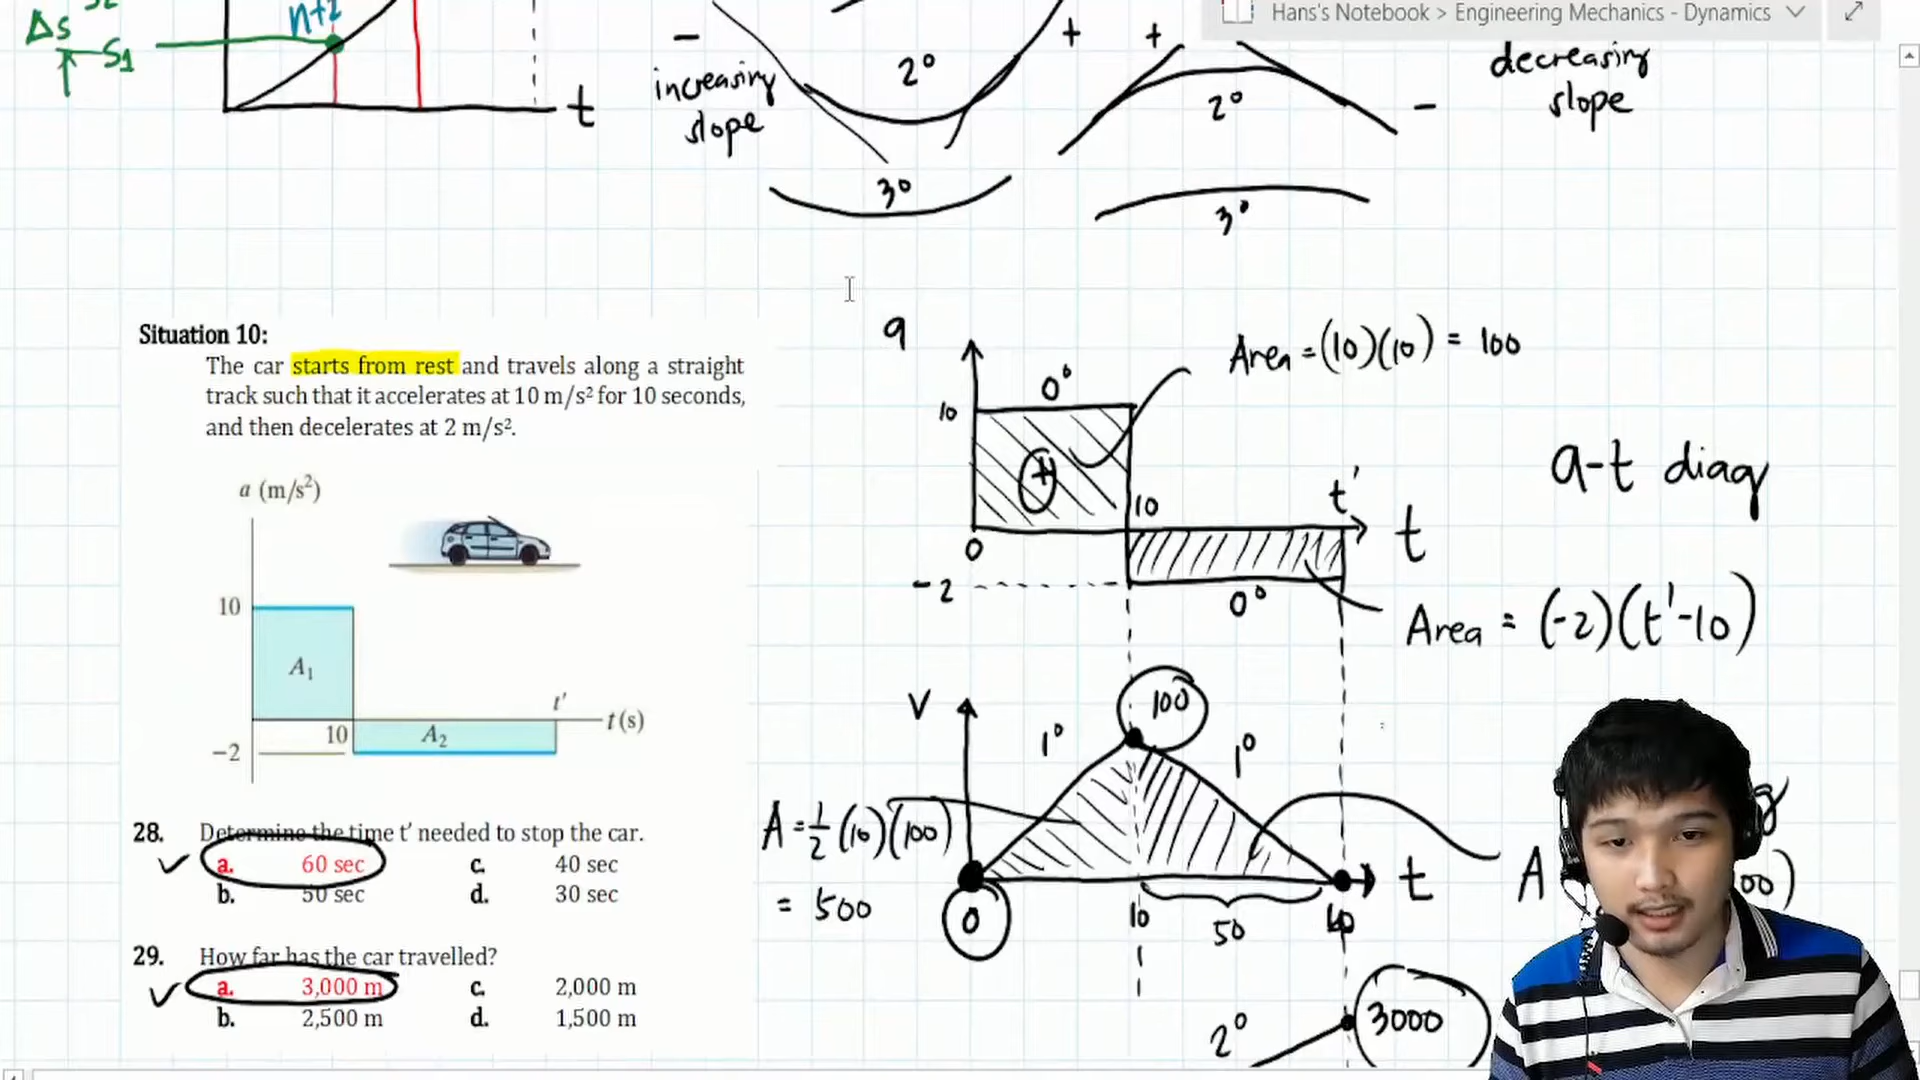 Hans's Notebook > Engineering Mechanics - Dynamics
Δs
S1
n+2
t
-
increasing
slope
2°
+
3°
+
2°
-
3°
decreasing
slope
Situation 10:
The car starts from rest and travels along a straight
track such that it accelerates at 10 m/s² for 10 seconds,
and then decelerates at 2 m/s².
a (m/s²)
10
A1
t'
10
A2
t (s)
−2
28. Determine the time t' needed to stop the car.
a. 60 sec c. 40 sec
b. 50 sec d. 30 sec
29. How far has the car travelled?
a. 3,000 m c. 2,000 m
b. 2,500 m d. 1,500 m
a
Area = (10)(10) = 100
0°
10
+
10
t'
t
0
-2
0°
a-t diag
Area = (-2)(t'-10)
V
100
1°
1°
A = 1/2 (10)(100)
= 500
0
10
50
60
t
A
00)
2°
3000